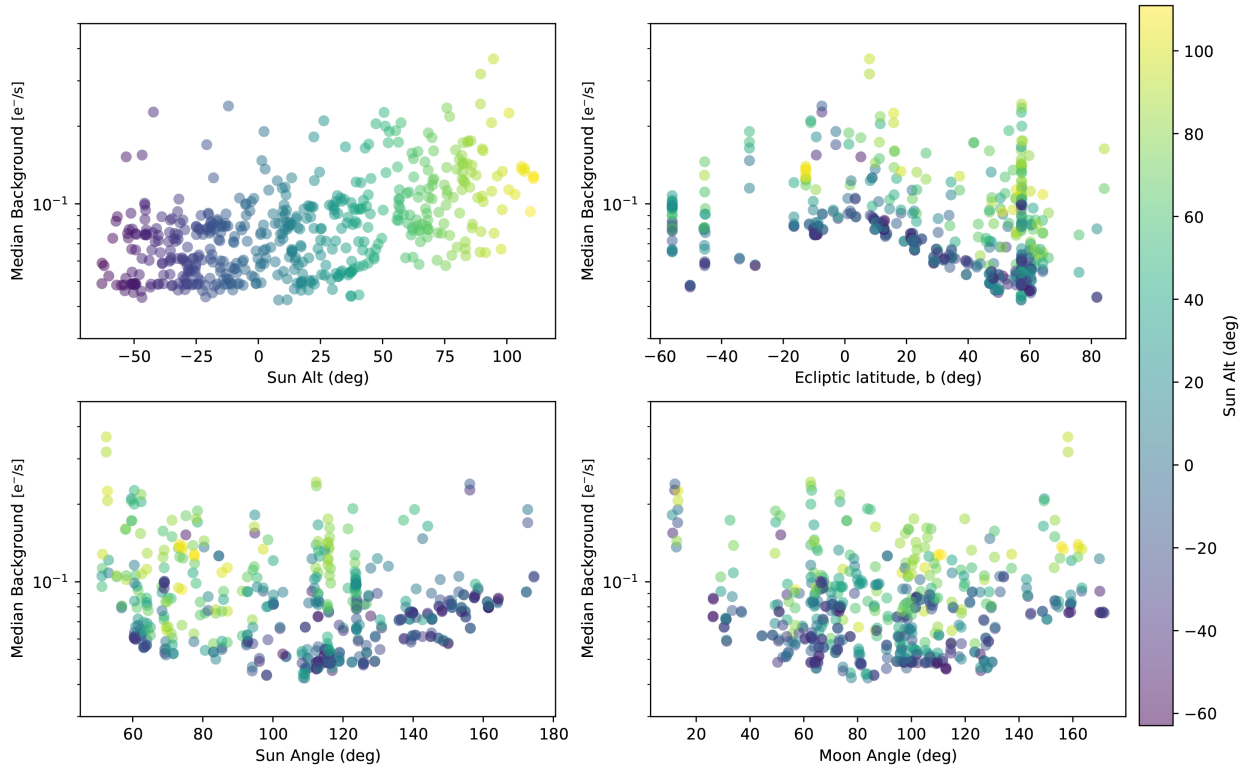 Median Background [e⁻/s]
10⁻¹
−50 −25 0 25 50 75 100
Sun Alt (deg)
Median Background [e⁻/s]
10⁻¹
−60 −40 −20 0 20 40 60 80
Ecliptic latitude, b (deg)
Median Background [e⁻/s]
10⁻¹
60 80 100 120 140 160 180
Sun Angle (deg)
Median Background [e⁻/s]
10⁻¹
20 40 60 80 100 120 140 160
Moon Angle (deg)
100
80
60
40
20
0
−20
−40
−60
Sun Alt (deg)